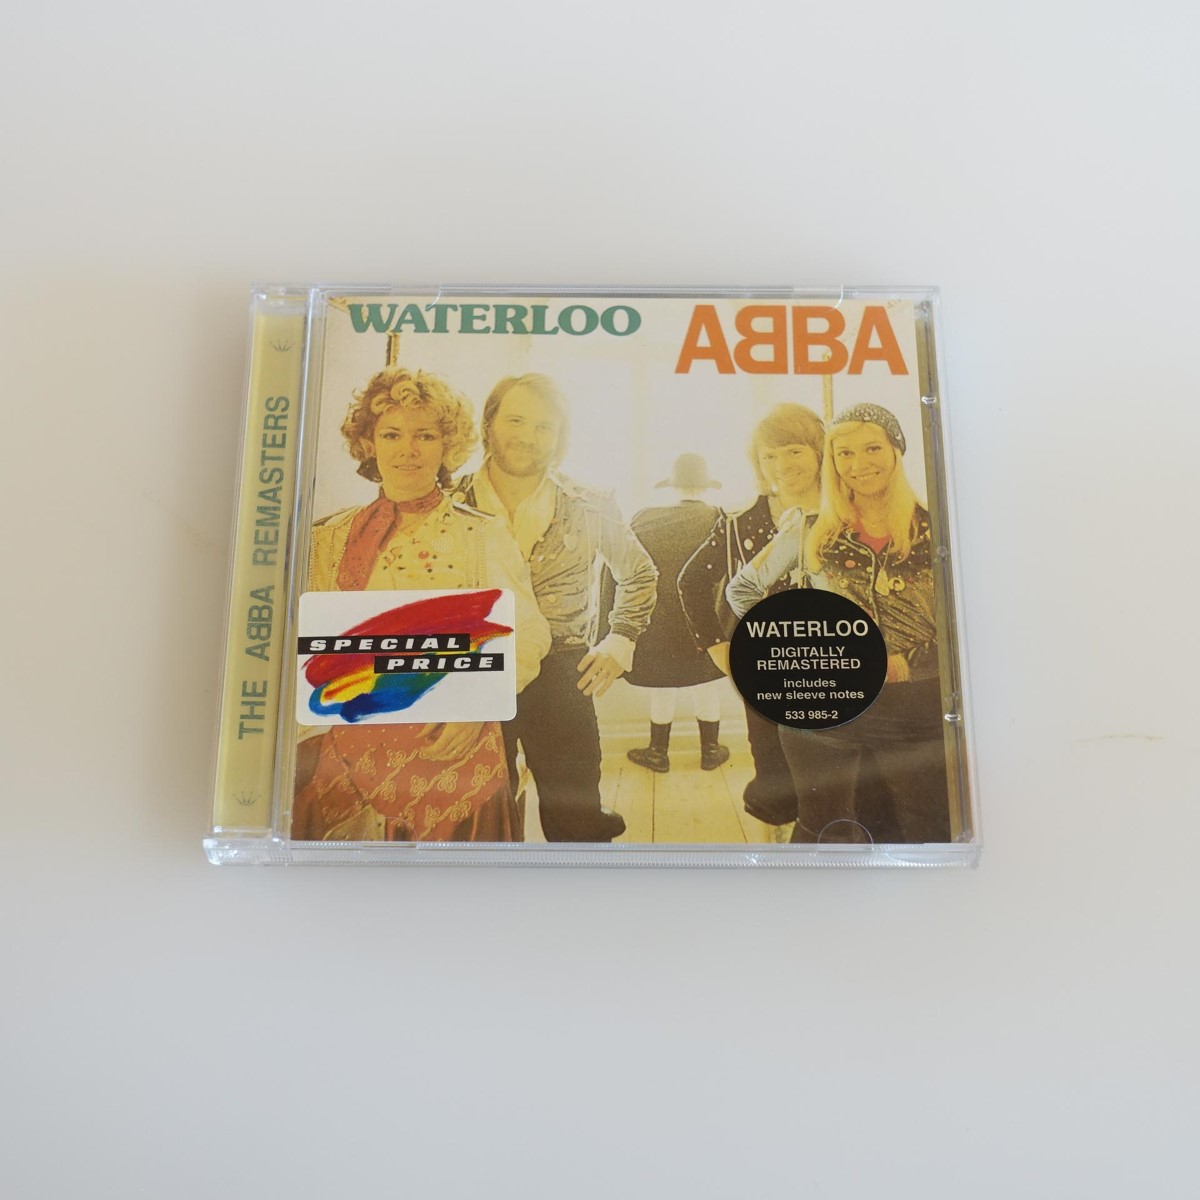 WATERLOO
ABBA
THE ABBA REMASTERS
SPECIAL
PRICE
WATERLOO
DIGITALLY
REMASTERED
includes
new sleeve notes
533 985-2